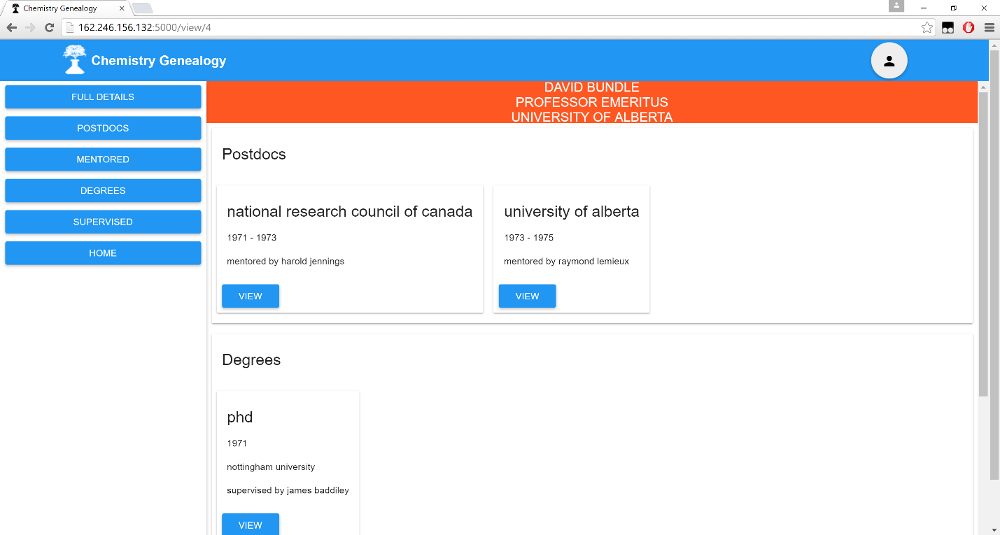 Chemistry Genealogy
162.246.156.132:5000/view/4
Chemistry Genealogy
FULL DETAILS
POSTDOCS
MENTORED
DEGREES
SUPERVISED
HOME
DAVID BUNDLE
PROFESSOR EMERITUS
UNIVERSITY OF ALBERTA
Postdocs
national research council of canada
1971 - 1973
mentored by harold jennings
VIEW
university of alberta
1973 - 1975
mentored by raymond lemieux
VIEW
Degrees
phd
1971
nottingham university
supervised by james baddiley
VIEW